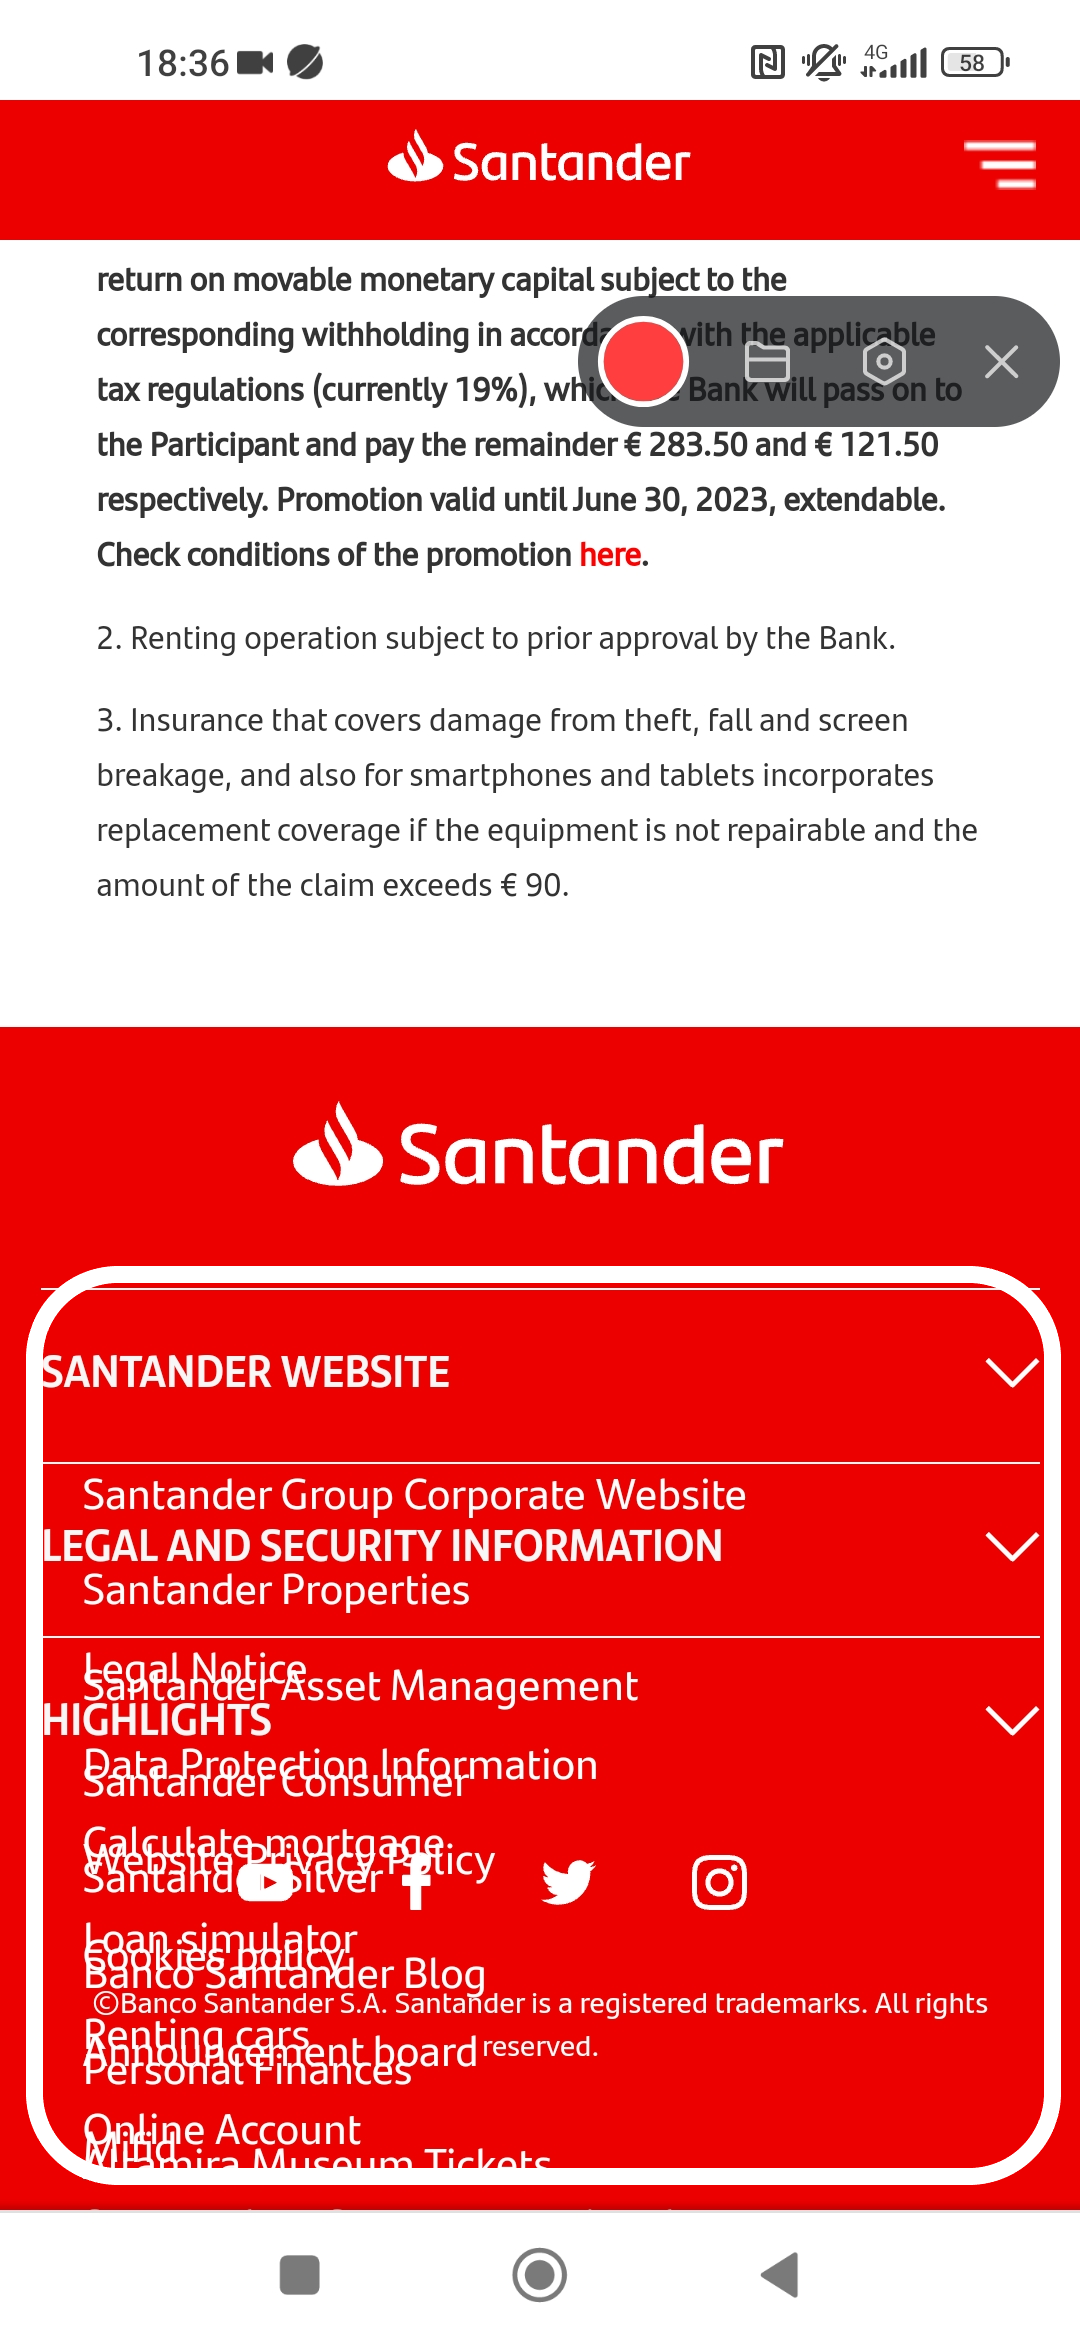 18:36
4G
58
Santander
return on movable monetary capital subject to the
corresponding withholding in accordance with the applicable
tax regulations (currently 19%), which the Bank will pass on to
the Participant and pay the remainder € 283.50 and € 121.50
respectively. Promotion valid until June 30, 2023, extendable.
Check conditions of the promotion here.
2. Renting operation subject to prior approval by the Bank.
3. Insurance that covers damage from theft, fall and screen
breakage, and also for smartphones and tablets incorporates
replacement coverage if the equipment is not repairable and the
amount of the claim exceeds € 90.
Santander
SANTANDER WEBSITE
Santander Group Corporate Website
LEGAL AND SECURITY INFORMATION
Santander Properties
Legal Notice
Santander Asset Management
HIGHLIGHTS
Data Protection Information
Santander Consumer
Calculate mortgage
Website Privacy Policy
Santander Silver
Loan simulator
Cookies policy
Banco Santander Blog
©Banco Santander S.A. Santander is a registered trademarks. All rights
reserved.
Renting cars
Announcement board
Personal Finances
Online Account
Mifid
Altamira Museum Tickets